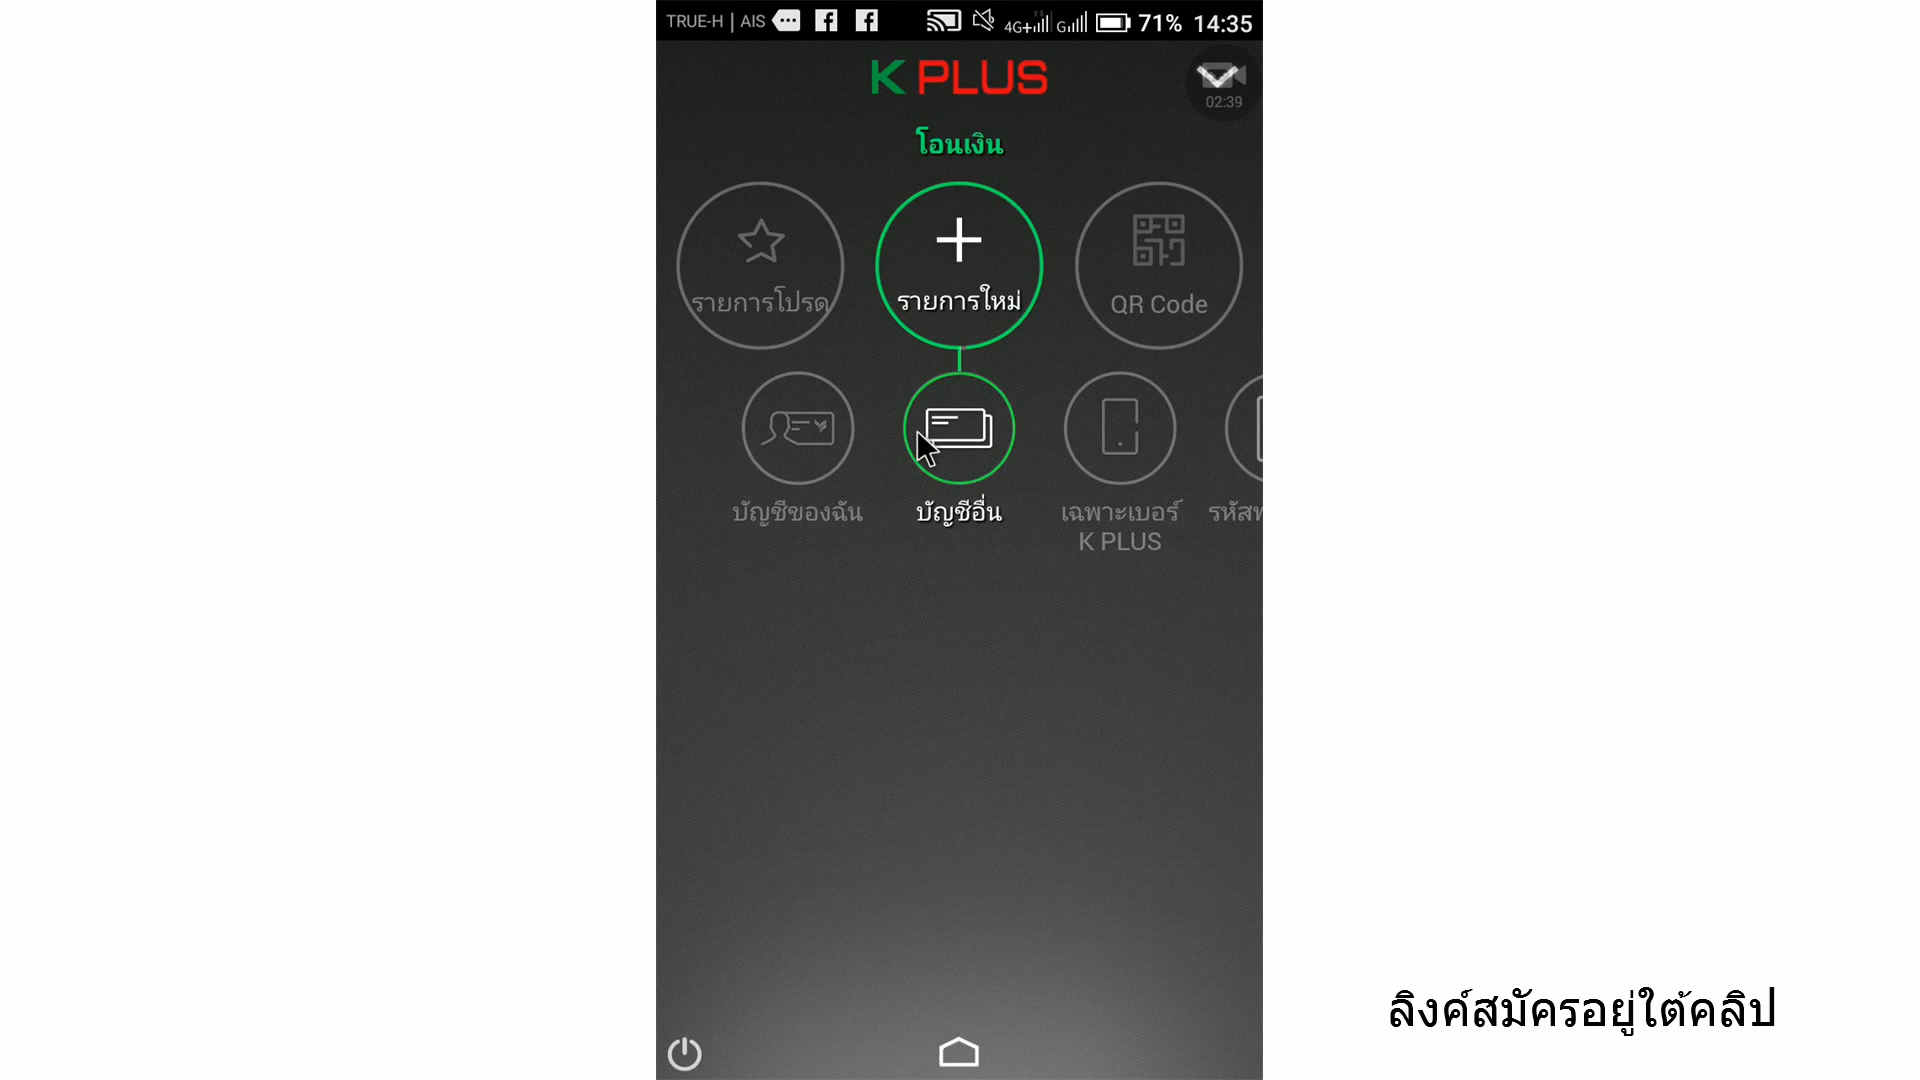 TRUE-H | AIS
4G+ G 71% 14:35
K PLUS
02:39
โอนเงิน
รายการโปรด รายการใหม่ QR Code
บัญชีของฉัน บัญชีอื่น เฉพาะเบอร์
K PLUS
ลิงค์สมัครอยู่ใต้คลิป